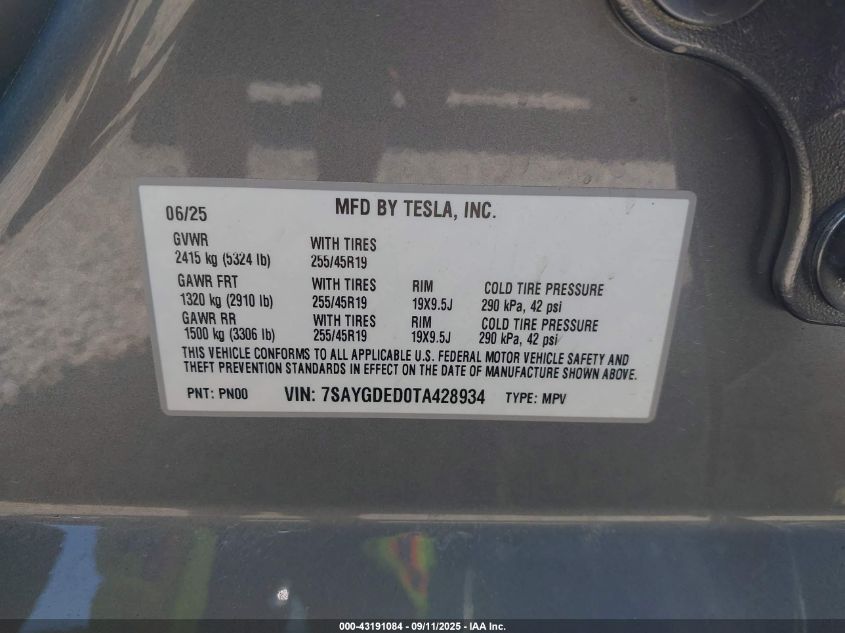 06/25 MFD BY TESLA, INC.
GVWR WITH TIRES
2415 kg (5324 lb) 255/45R19
GAWR FRT WITH TIRES RIM COLD TIRE PRESSURE
1320 kg (2910 lb) 255/45R19 19X9.5J 290 kPa, 42 psi
GAWR RR WITH TIRES RIM COLD TIRE PRESSURE
1500 kg (3306 lb) 255/45R19 19X9.5J 290 kPa, 42 psi
THIS VEHICLE CONFORMS TO ALL APPLICABLE U.S. FEDERAL MOTOR VEHICLE SAFETY AND
THEFT PREVENTION STANDARDS IN EFFECT ON THE DATE OF MANUFACTURE SHOWN ABOVE.
PNT: PN00 VIN: 7SAYGDED0TA428934 TYPE: MPV
000-43191084 - 09/11/2025 - IAA Inc.